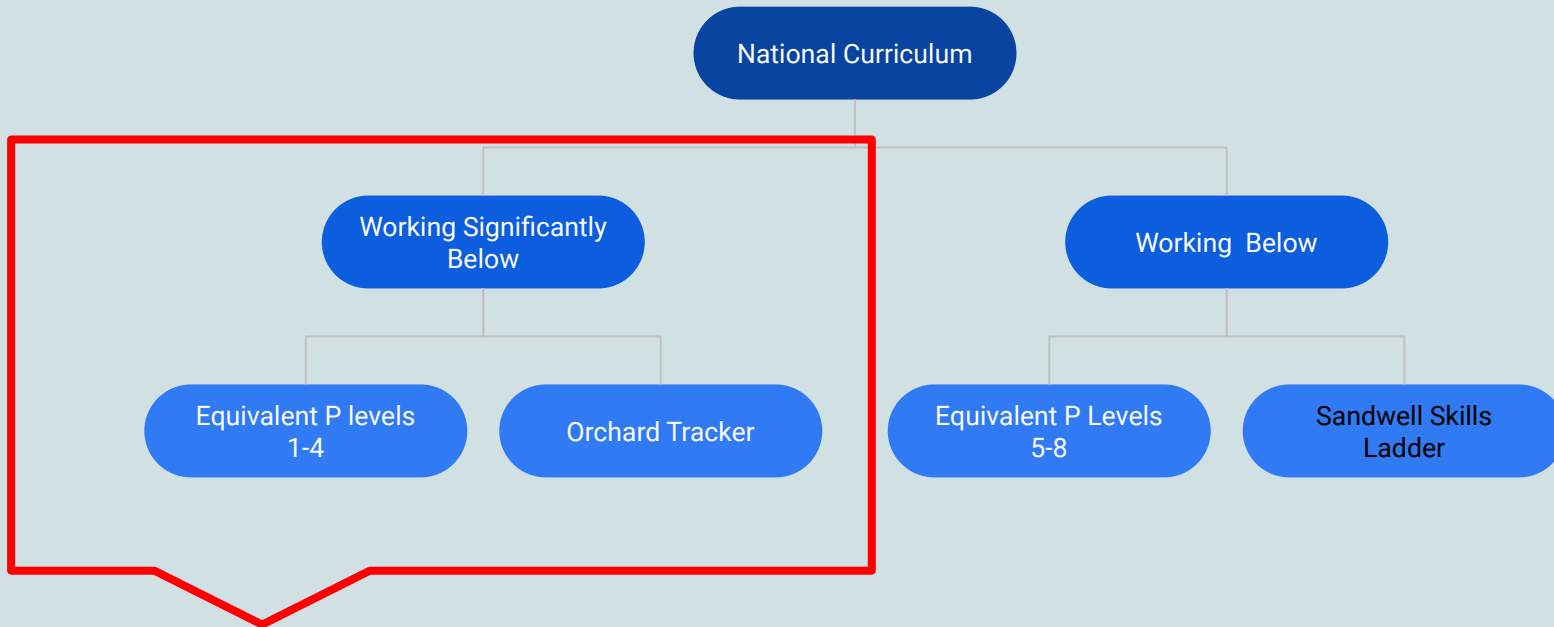 National Curriculum
Working Significantly
Below
Working  Below
Equivalent P levels
1-4
Orchard Tracker
Equivalent P Levels
5-8
Sandwell Skills
Ladder